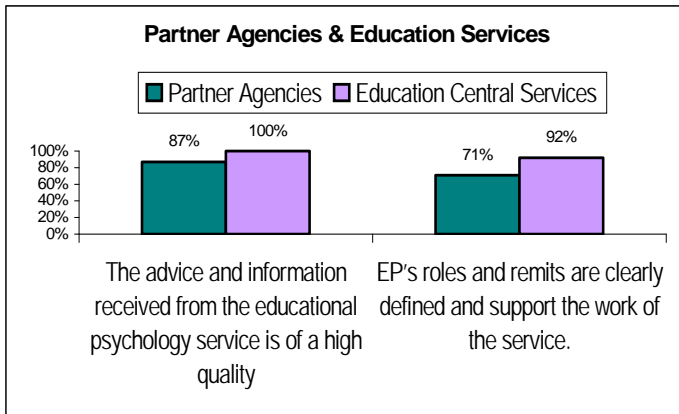 Partner Agencies & Education Services
Partner Agencies Education Central Services
87% 100% 71% 92%
100%
80%
60%
40%
20%
0%
The advice and information
received from the educational
psychology service is of a high
quality
EP's roles and remits are clearly
defined and support the work of
the service.